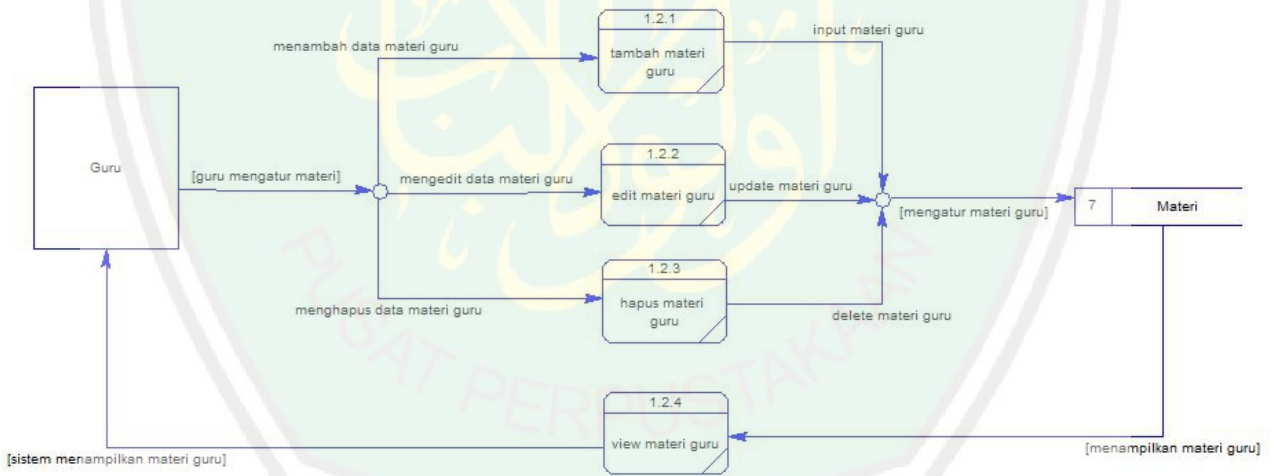 1.2.1
tambah materi
guru
menambah data materi guru
input materi guru
Guru
[guru mengatur materi]
1.2.2
edit materi guru
mengedit data materi guru
update materi guru
[mengatur materi guru]
7 Materi
1.2.3
hapus materi
guru
menghapus data materi guru
delete materi guru
1.2.4
view materi guru
[menampilkan materi guru]
[sistem menampilkan materi guru]
PUSAT PERPUSTAKAAN